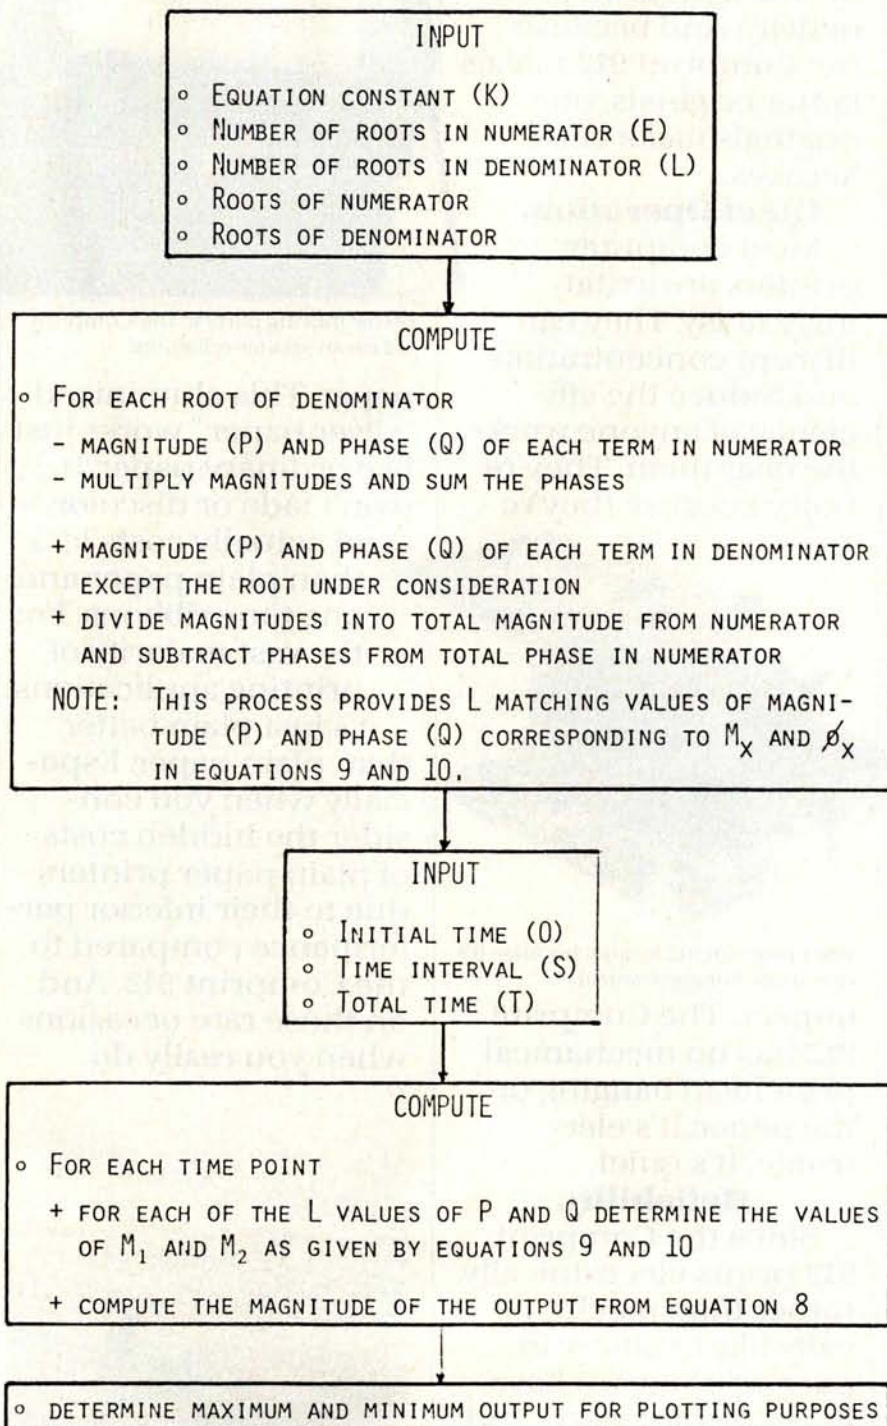 INPUT
o EQUATION CONSTANT (K)
o NUMBER OF ROOTS IN NUMERATOR (E)
o NUMBER OF ROOTS IN DENOMINATOR (L)
o ROOTS OF NUMERATOR
o ROOTS OF DENOMINATOR
COMPUTE
o FOR EACH ROOT OF DENOMINATOR
- MAGNITUDE (P) AND PHASE (Q) OF EACH TERM IN NUMERATOR
- MULTIPLY MAGNITUDES AND SUM THE PHASES
+ MAGNITUDE (P) AND PHASE (Q) OF EACH TERM IN DENOMINATOR
EXCEPT THE ROOT UNDER CONSIDERATION
+ DIVIDE MAGNITUDES INTO TOTAL MAGNITUDE FROM NUMERATOR
AND SUBTRACT PHASES FROM TOTAL PHASE IN NUMERATOR
NOTE: THIS PROCESS PROVIDES L MATCHING VALUES OF MAGNI-
TUDE (P) AND PHASE (Q) CORRESPONDING TO Mₓ AND Øₓ
IN EQUATIONS 9 AND 10.
INPUT
o INITIAL TIME (O)
o TIME INTERVAL (S)
o TOTAL TIME (T)
COMPUTE
o FOR EACH TIME POINT
+ FOR EACH OF THE L VALUES OF P AND Q DETERMINE THE VALUES
OF M₁ AND M₂ AS GIVEN BY EQUATIONS 9 AND 10
+ COMPUTE THE MAGNITUDE OF THE OUTPUT FROM EQUATION 8
o DETERMINE MAXIMUM AND MINIMUM OUTPUT FOR PLOTTING PURPOSES